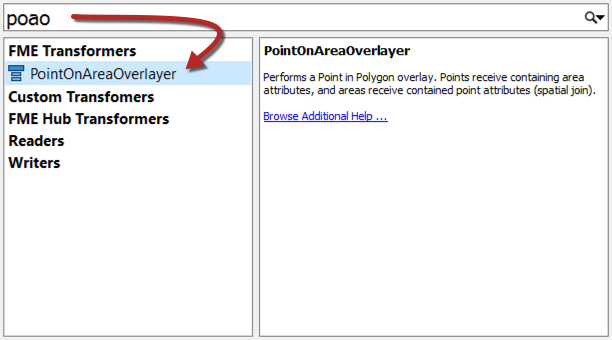 poao
FME Transformers
PointOnAreaOverlayer
Custom Transfomers
FME Hub Transformers
Readers
Writers
PointOnAreaOverlayer
Performs a Point in Polygon overlay. Points receive containing area
attributes, and areas receive contained point attributes (spatial join).
Browse Additional Help ...